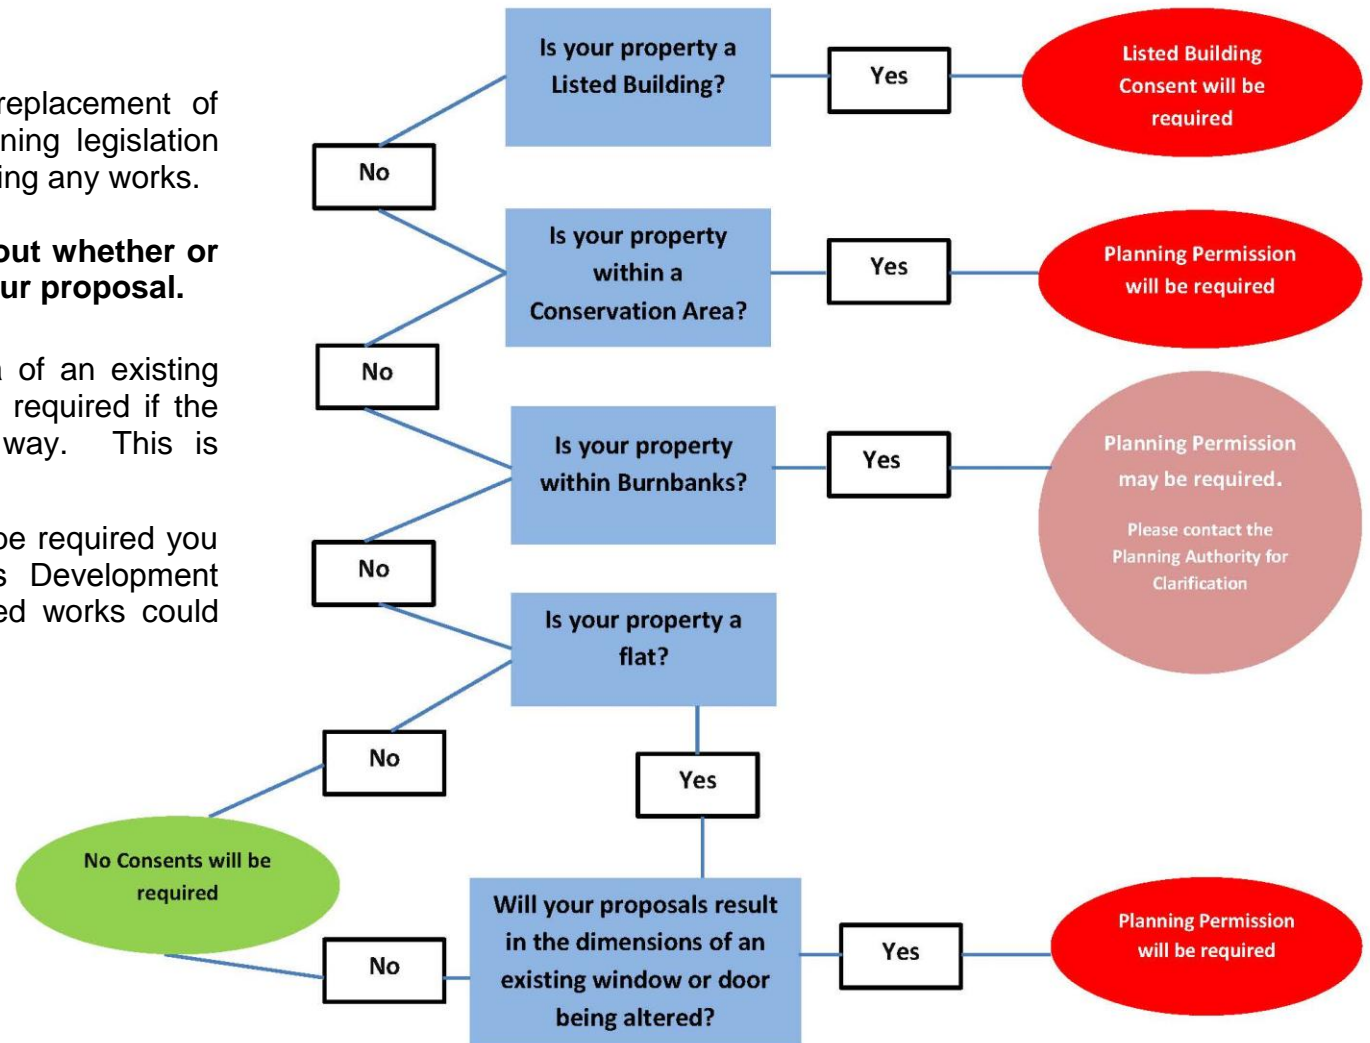 replacement of
ning legislation
ing any works.
out whether or
ur proposal.
a of an existing
required if the
way. This is
be required you
s Development
ed works could
Is your property a
Listed Building?
Yes
Listed Building
Consent will be
required
No
Is your property
within a
Conservation Area?
Yes
Planning Permission
will be required
No
Is your property
within Burnbanks?
Yes
Planning Permission
may be required.
Please contact the
Planning Authority for
Clarification
No
Is your property a
flat?
No
Yes
No Consents will be
required
Will your proposals result
in the dimensions of an
existing window or door
being altered?
No
Yes
Planning Permission
will be required